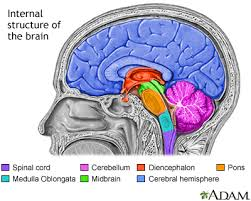 Internal
structure of
the brain
Spinal cord
Cerebellum
Diencephalon
Pons
Medulla Oblongata
Midbrain
Cerebral hemisphere
ADAM.